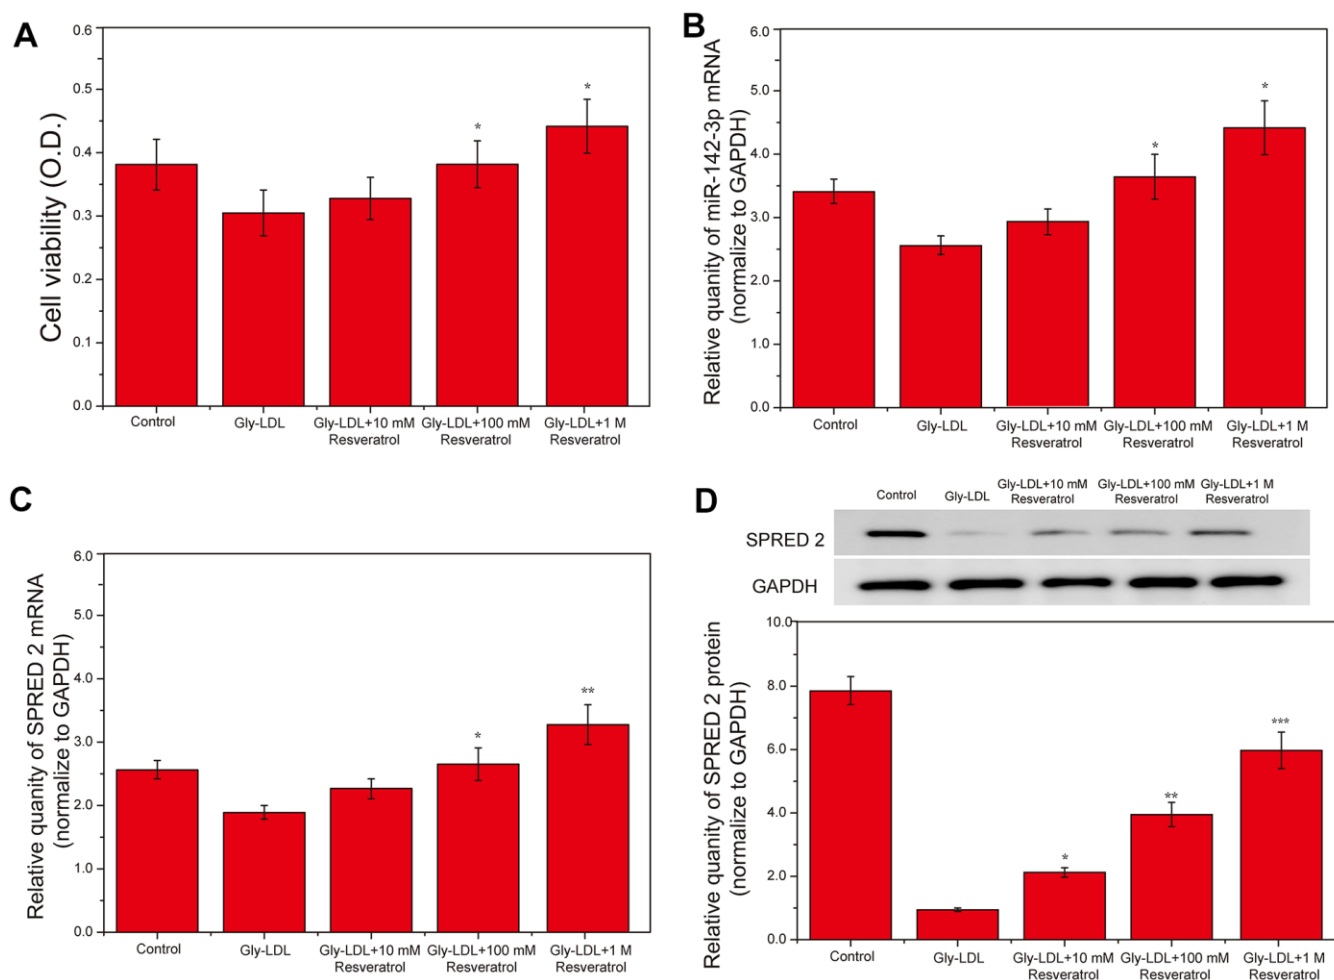 A
Cell viability (O.D.)
0.6
0.5
0.4
0.3
0.2
0.1
0.0
*
*
Control
Gly-LDL
Gly-LDL+10 mM
Resveratrol
Gly-LDL+100 mM
Resveratrol
Gly-LDL+1 M
Resveratrol
B
Relative quanity of miR-142-3p mRNA
(normalize to GAPDH)
6.0
5.0
4.0
3.0
2.0
1.0
0.0
*
*
Control
Gly-LDL
Gly-LDL+10 mM
Resveratrol
Gly-LDL+100 mM
Resveratrol
Gly-LDL+1 M
Resveratrol
C
Relative quanity of SPRED 2 mRNA
(normalize to GAPDH)
6.0
5.0
4.0
3.0
2.0
1.0
0.0
*
**
Control
Gly-LDL
Gly-LDL+10 mM
Resveratrol
Gly-LDL+100 mM
Resveratrol
Gly-LDL+1 M
Resveratrol
D
Control
Gly-LDL
Gly-LDL+10 mM
Resveratrol
Gly-LDL+100 mM
Resveratrol
Gly-LDL+1 M
Resveratrol
SPRED 2
GAPDH
Relative quanity of SPRED 2 protein
(normalize to GAPDH)
10.0
8.0
6.0
4.0
2.0
0.0
*
**
***
Control
Gly-LDL
Gly-LDL+10 mM
Resveratrol
Gly-LDL+100 mM
Resveratrol
Gly-LDL+1 M
Resveratrol